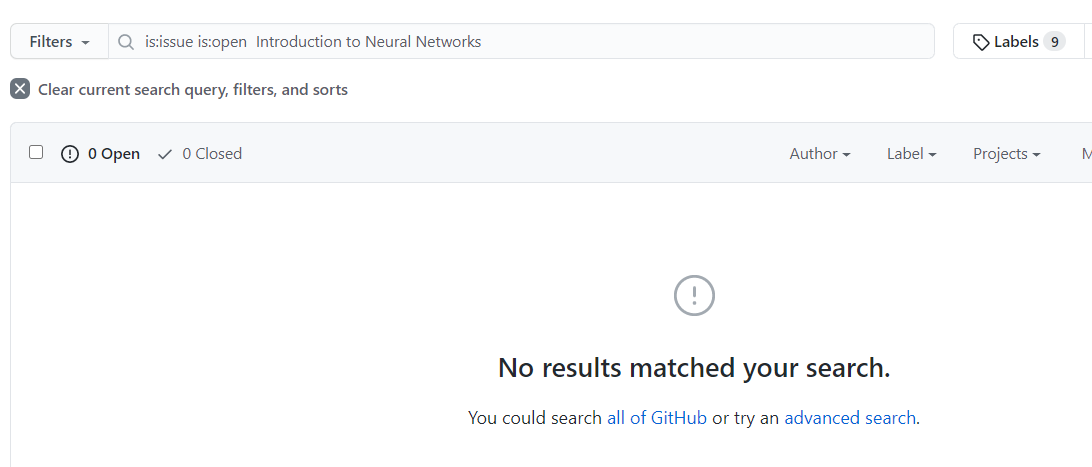 Filters is:issue is:open Introduction to Neural Networks Labels 9
Clear current search query, filters, and sorts
0 Open 0 Closed Author Label Projects M
No results matched your search.
You could search all of GitHub or try an advanced search.